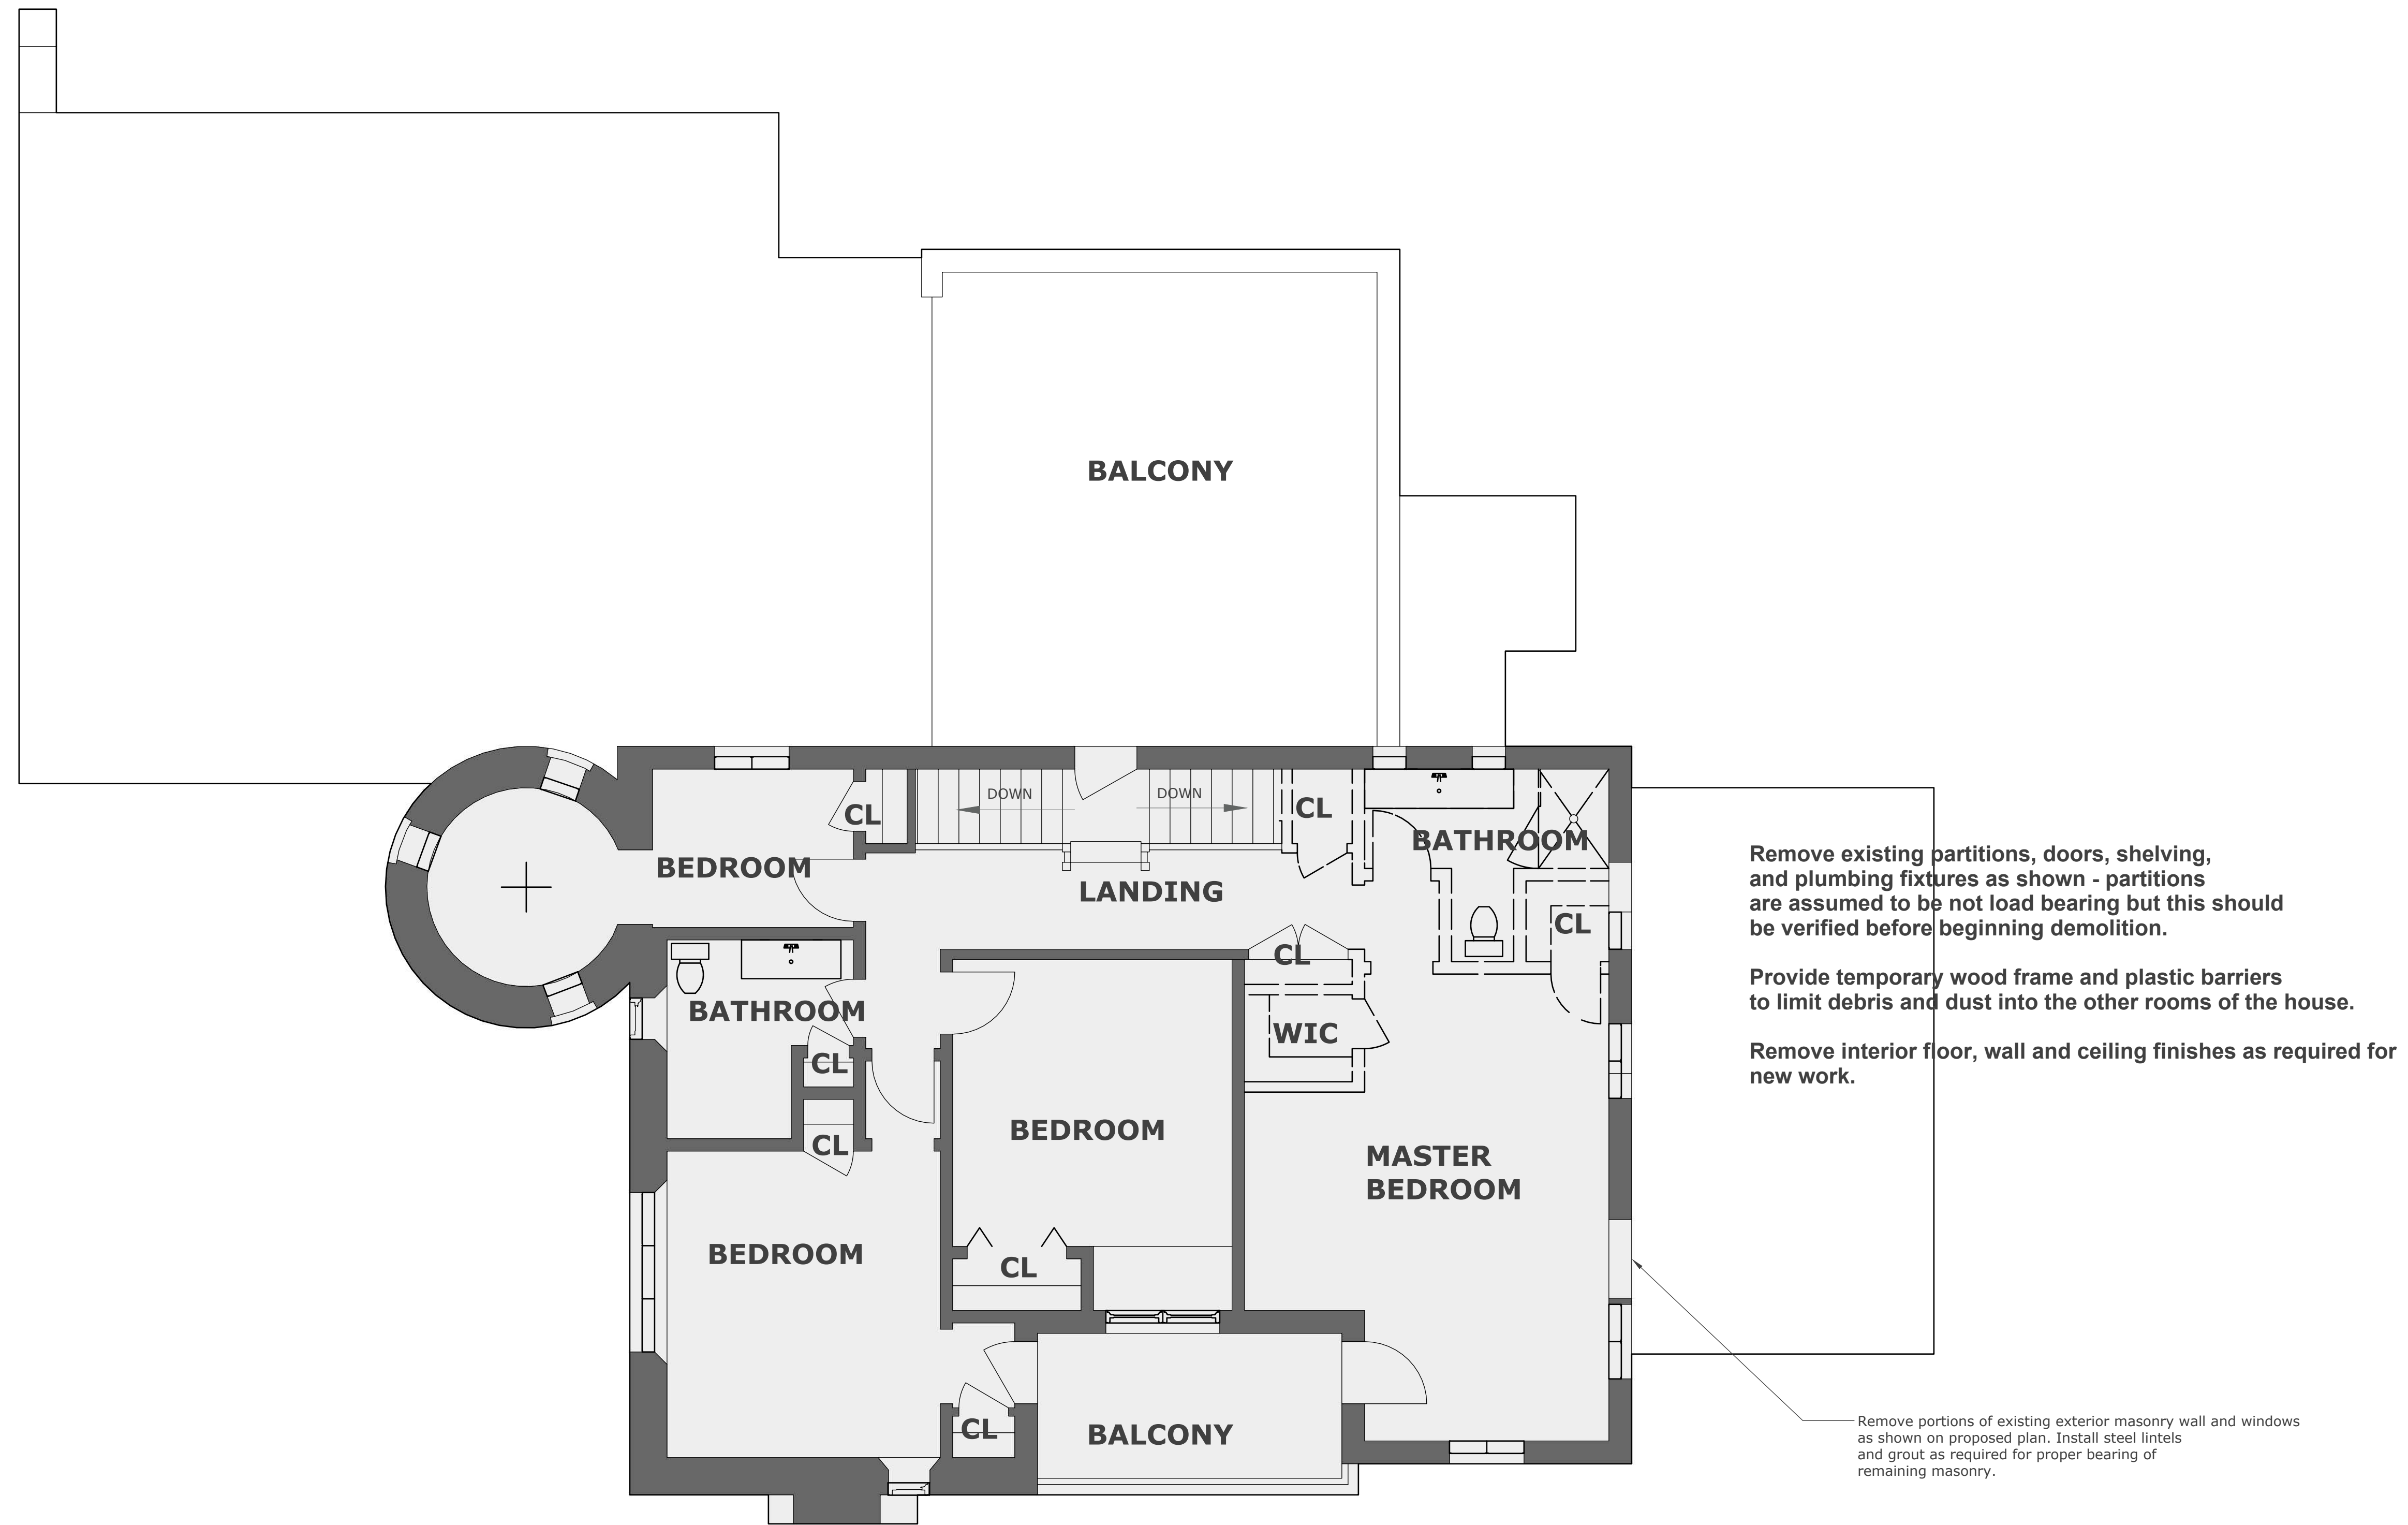 BALCONY
DOWN
DOWN
CL
CL
BATHROOM
BEDROOM
LANDING
CL
CL
BATHROOM
WIC
CL
CL
BEDROOM
MASTER
BEDROOM
BEDROOM
CL
CL
BALCONY
Remove existing partitions, doors, shelving,
and plumbing fixtures as shown - partitions
are assumed to be not load bearing but this should
be verified before beginning demolition.
Provide temporary wood frame and plastic barriers
to limit debris and dust into the other rooms of the house.
Remove interior floor, wall and ceiling finishes as required for
new work.
Remove portions of existing exterior masonry wall and windows
as shown on proposed plan. Install steel lintels
and grout as required for proper bearing of
remaining masonry.